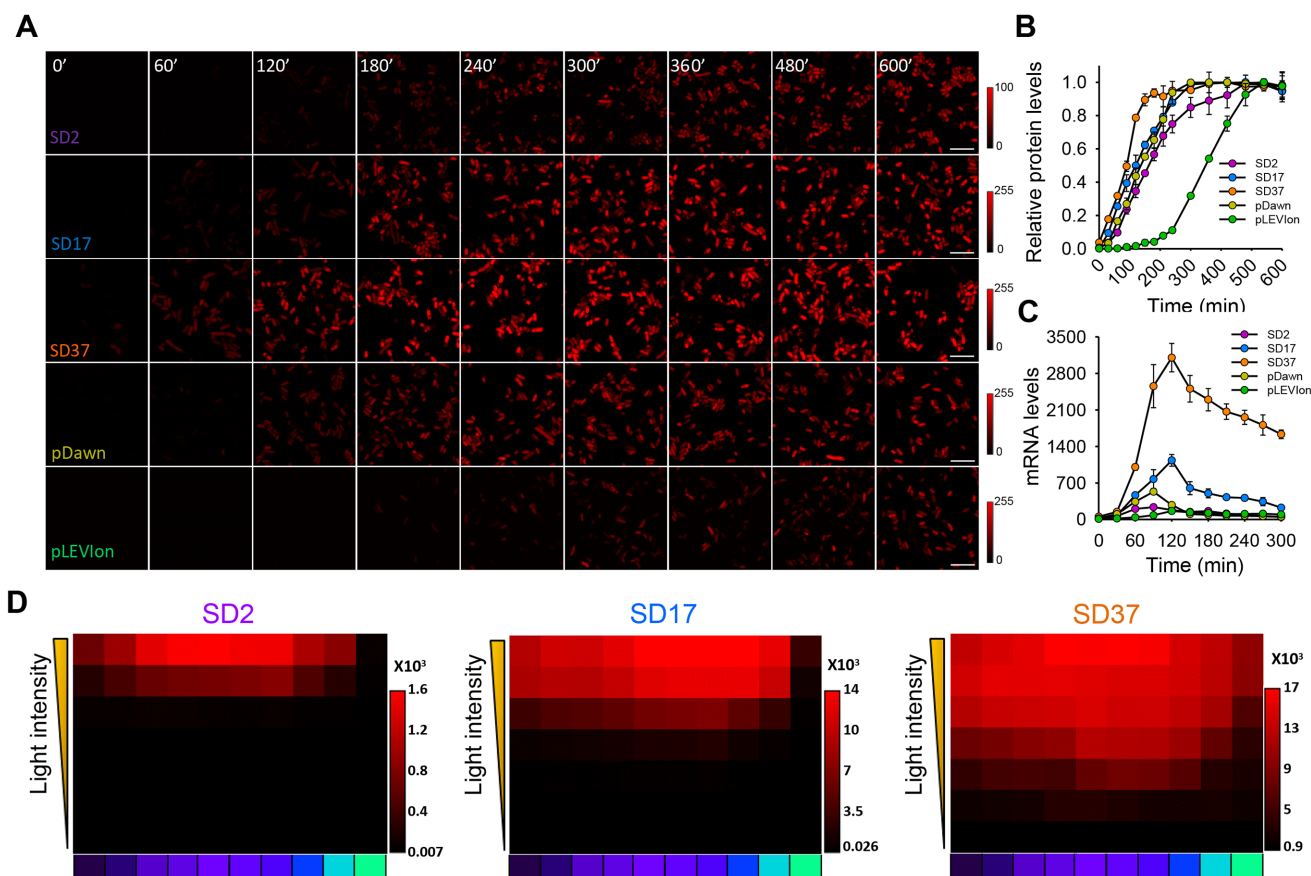 A
0’ 60’ 120’ 180’ 240’ 300’ 360’ 480’ 600’
SD2
100
0
SD17
255
0
SD37
255
0
pDawn
255
0
pLEVIon
255
0
B
Relative protein levels
1.0
0.8
0.6
0.4
0.2
0.0
SD2
SD17
SD37
pDawn
pLEVIon
0 100 200 300 400 500 600
Time (min)
C
mRNA levels
3500
2800
2100
1400
700
0
SD2
SD17
SD37
pDawn
pLEVIon
0 60 120 180 240 300
Time (min)
D
SD2
Light intensity
X10³
1.6
1.2
0.8
0.4
0.007
SD17
Light intensity
X10³
14
10
7
3.5
0.026
SD37
Light intensity
X10³
17
13
9
5
0.9